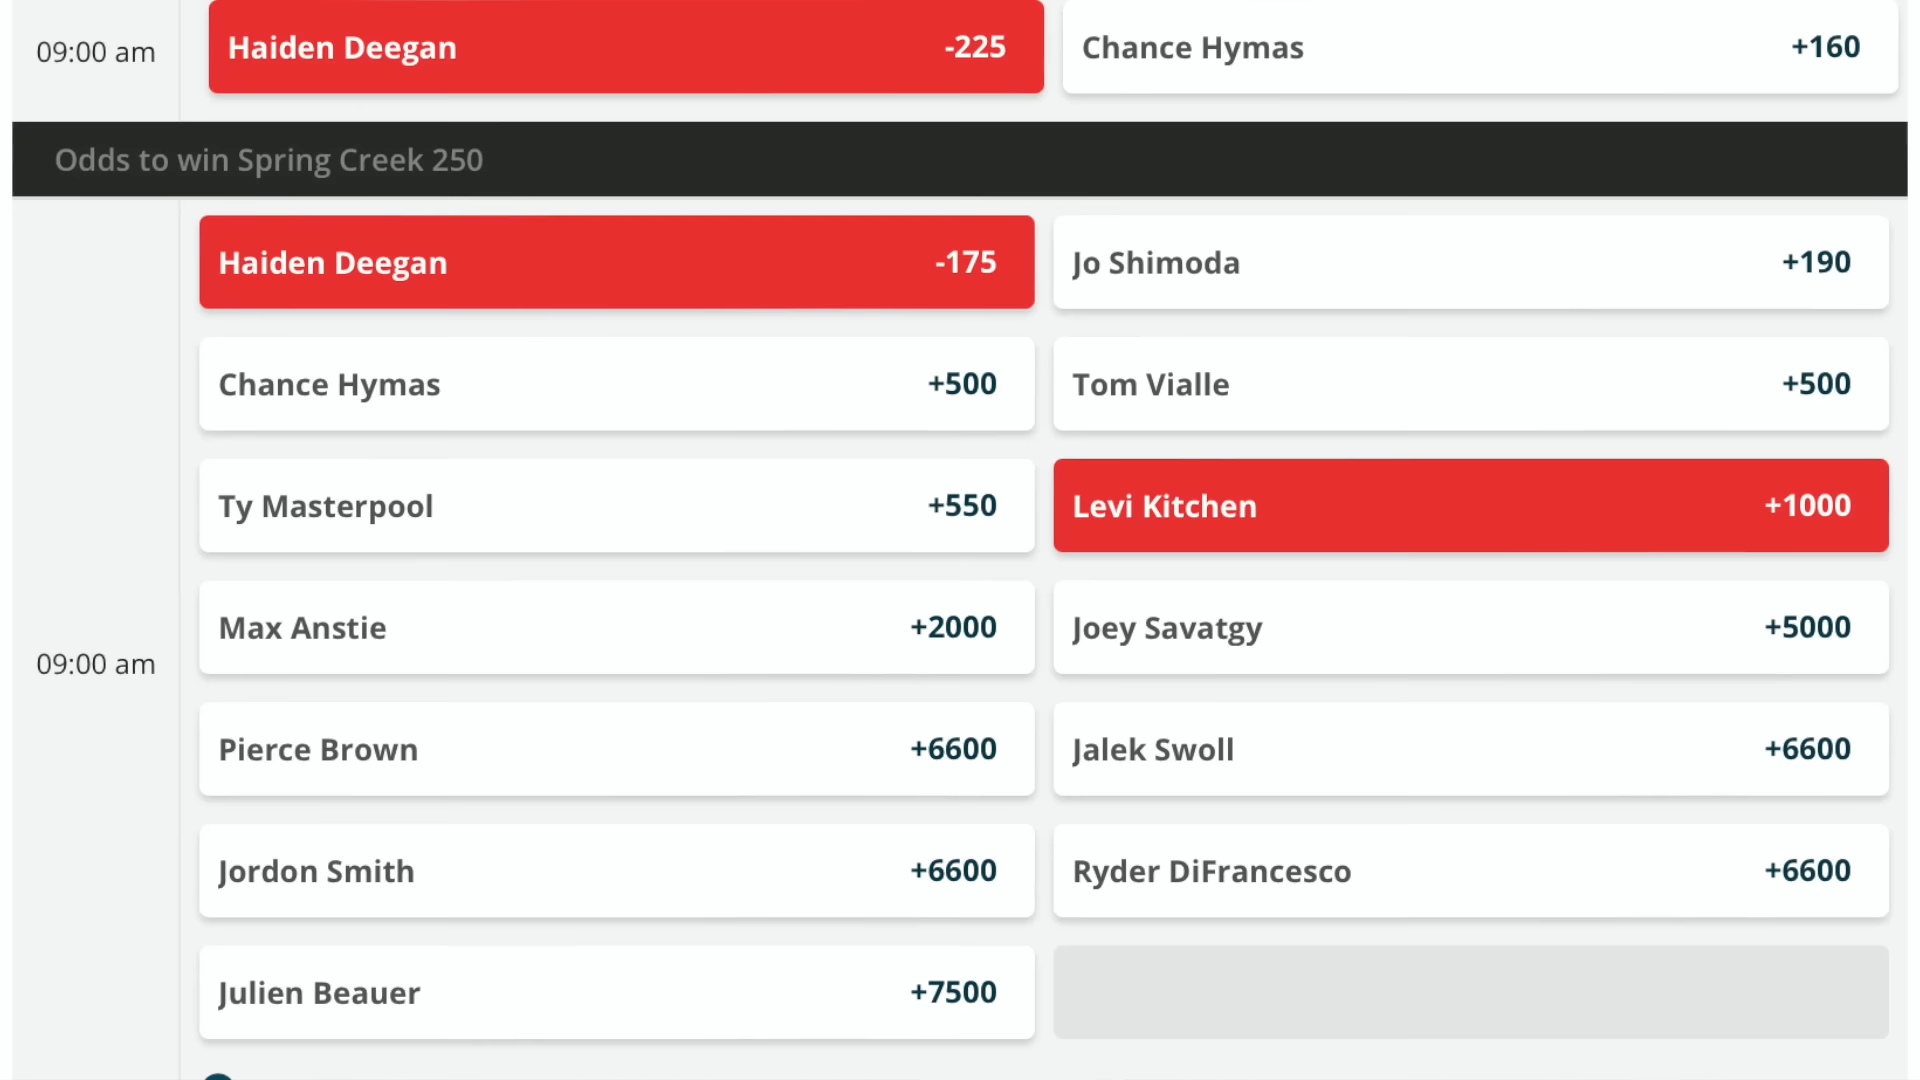 09:00 am
Haiden Deegan -225
Chance Hymas +160
Odds to win Spring Creek 250
09:00 am
Haiden Deegan -175
Jo Shimoda +190
Chance Hymas +500
Tom Vialle +500
Ty Masterpool +550
Levi Kitchen +1000
Max Anstie +2000
Joey Savatgy +5000
Pierce Brown +6600
Jalek Swoll +6600
Jordon Smith +6600
Ryder DiFrancesco +6600
Julien Beauer +7500